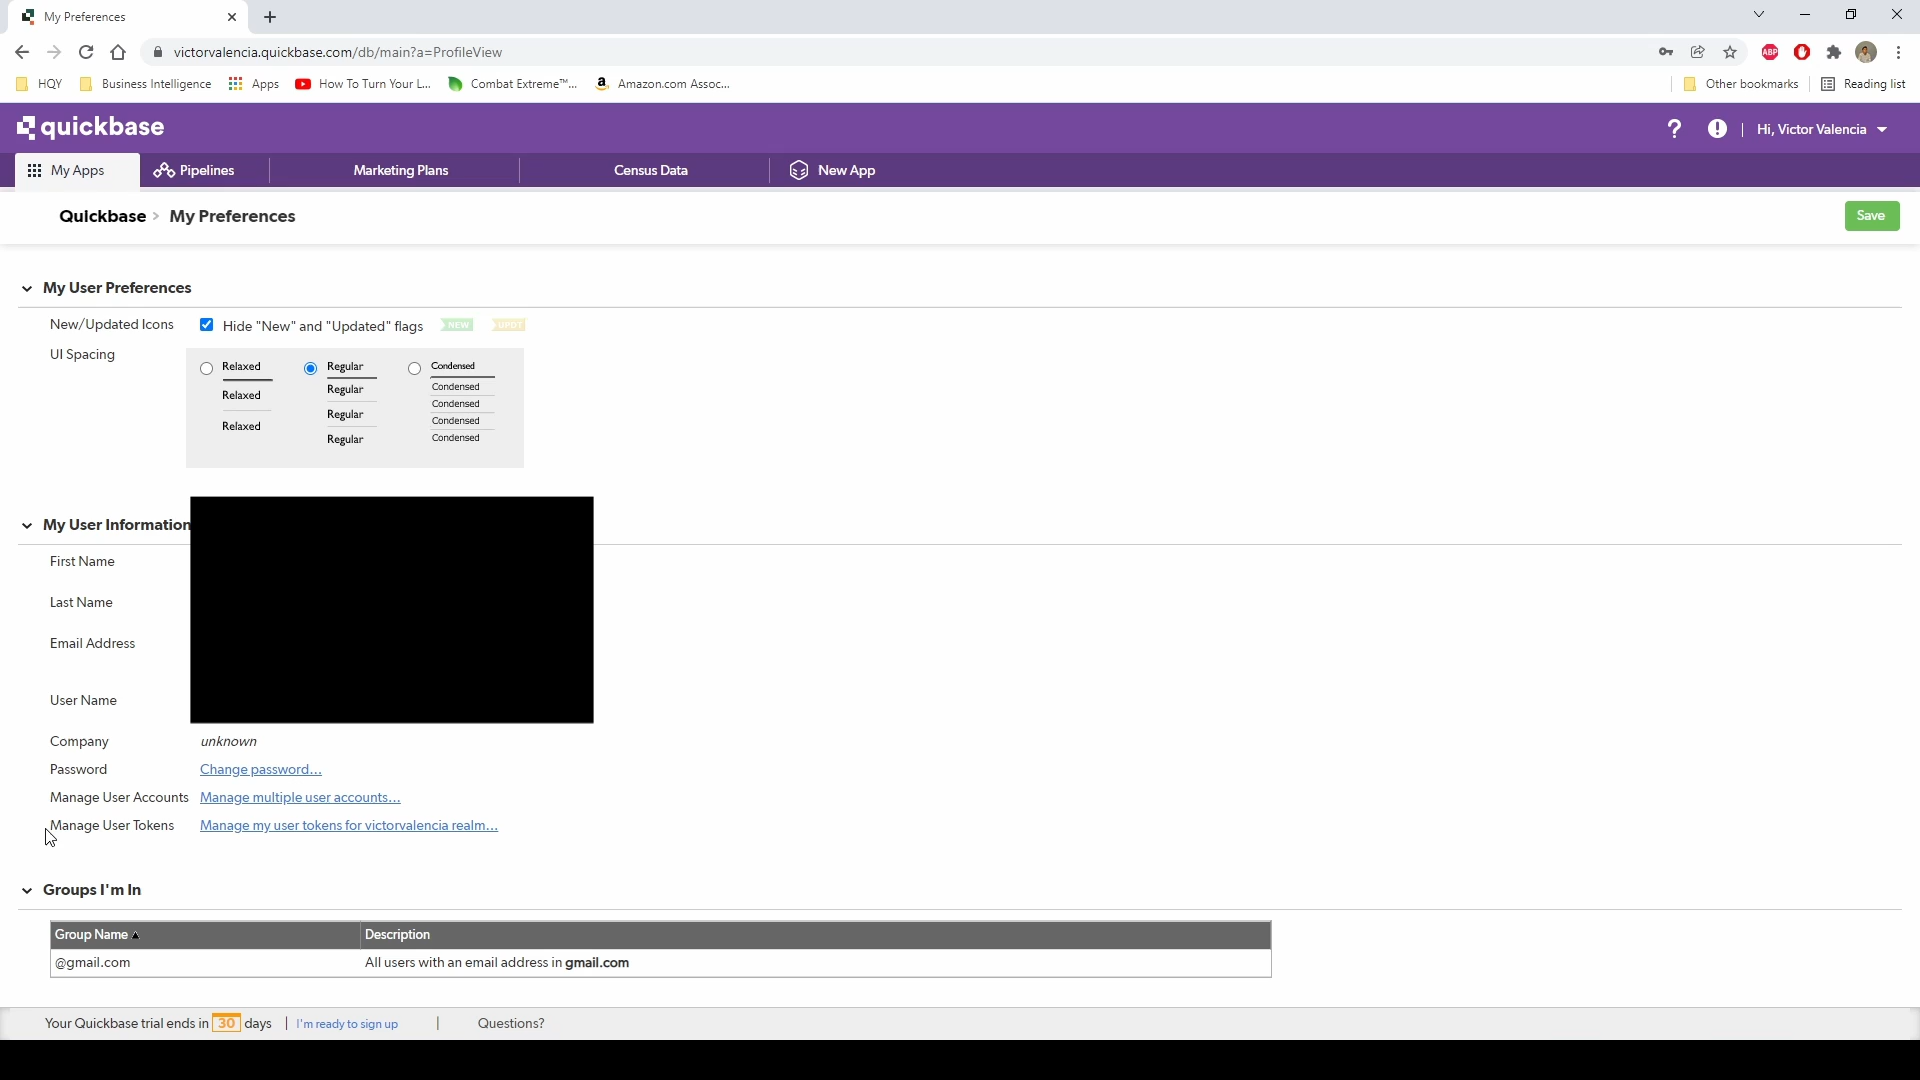 My Preferences
victorvalencia.quickbase.com/db/main?a=ProfileView
ABP
HQY Business Intelligence Apps How To Turn Your L... Combat Extreme™... Amazon.com Assoc... Other bookmarks Reading list
quickbase ? Hi, Victor Valencia
My Apps Pipelines Marketing Plans Census Data New App
Quickbase > My Preferences Save
My User Preferences
New/Updated Icons Hide "New" and "Updated" flags NEW UPDT
UI Spacing
Relaxed Regular Condensed
Relaxed Regular Condensed
Condensed
Relaxed Regular Condensed
Regular Condensed
My User Information
First Name
Last Name
Email Address
User Name
Company unknown
Password Change password...
Manage User Accounts Manage multiple user accounts...
Manage User Tokens Manage my user tokens for victorvalencia realm...
Groups I'm In
Group Name Description
@gmail.com All users with an email address in gmail.com
Your Quickbase trial ends in 30 days | I'm ready to sign up | Questions?